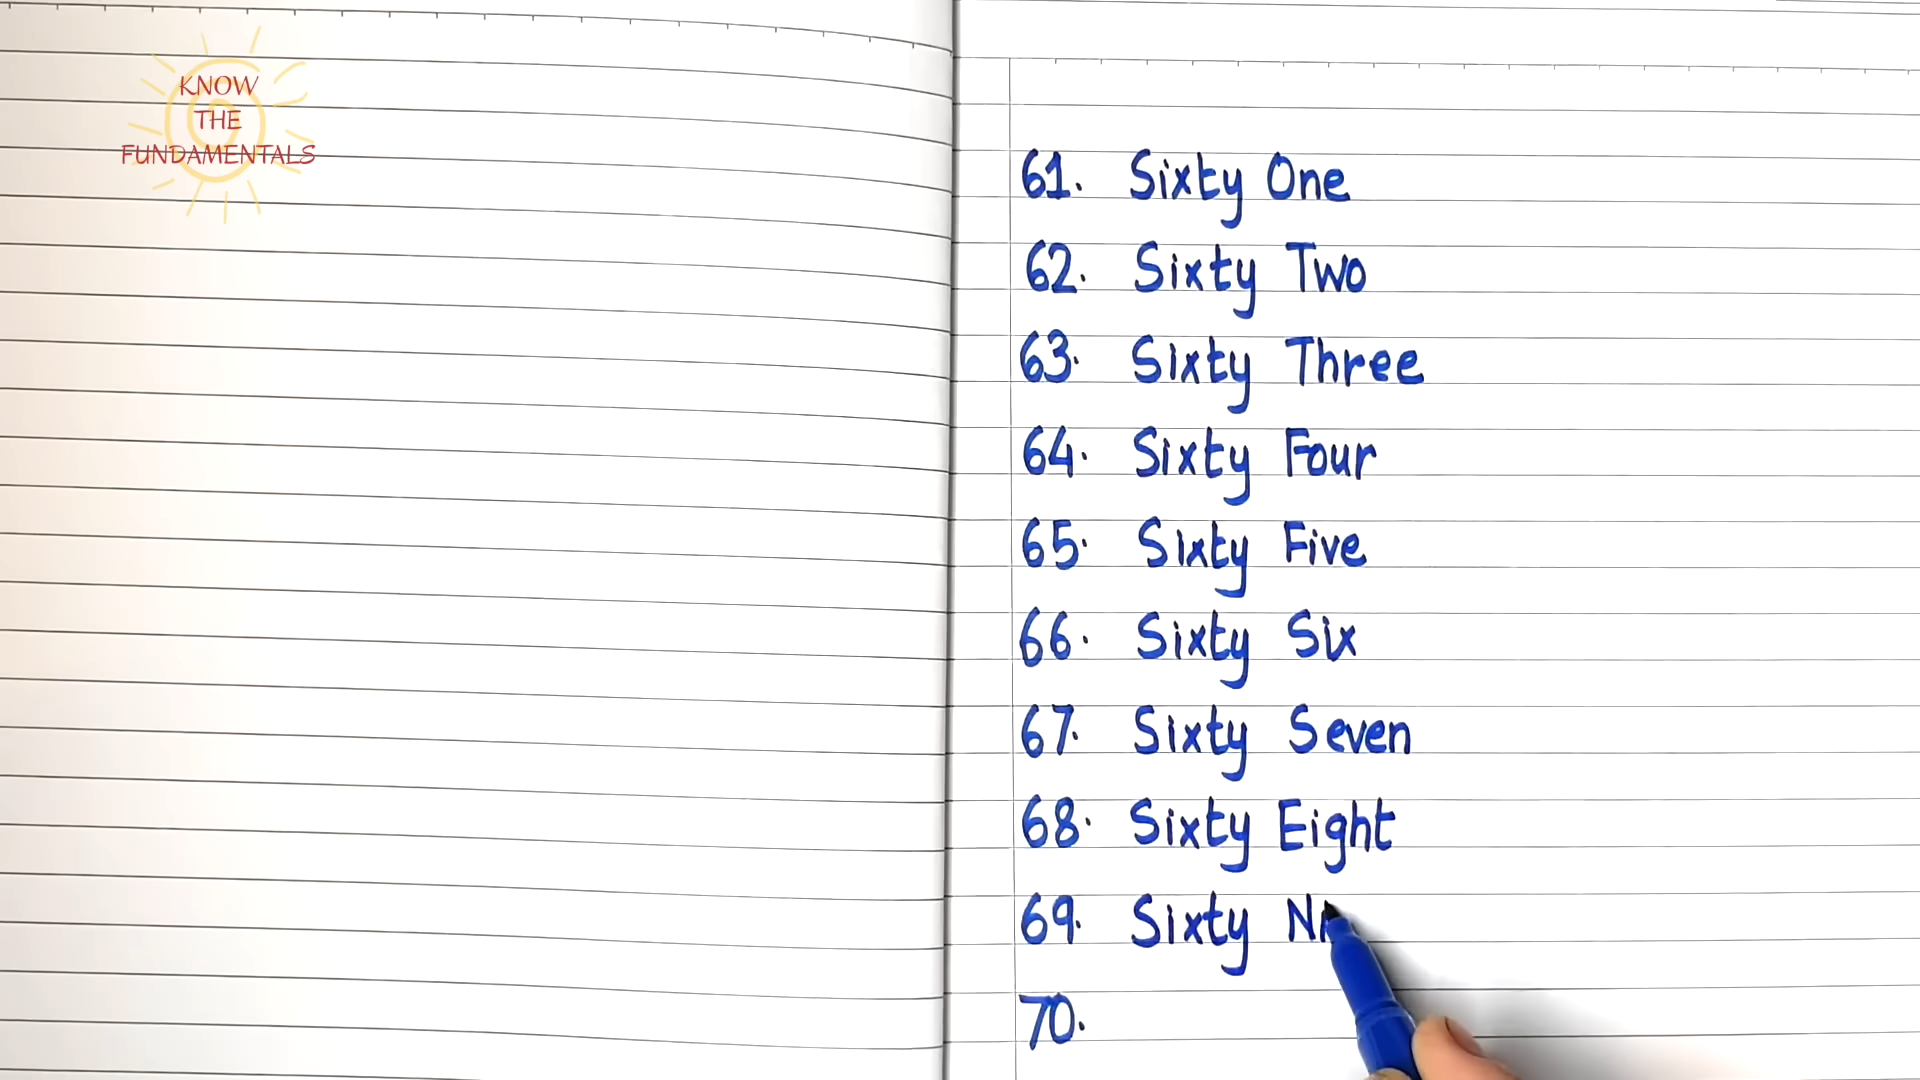 KNOW
THE
FUNDAMENTALS
61. Sixty One
62. Sixty Two
63. Sixty Three
64. Sixty Four
65. Sixty Five
66. Sixty Six
67. Sixty Seven
68. Sixty Eight
69. Sixty Ni
70.